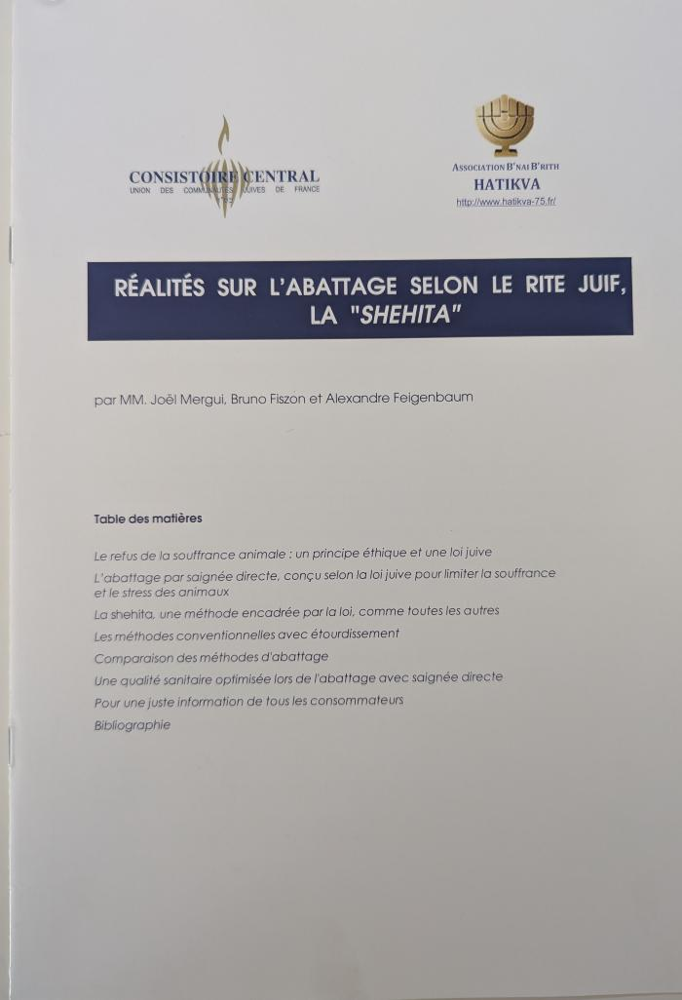 CONSISTOIRE CENTRAL
UNION DES COMMUNAUTÉS JUIVES DE FRANCE
ASSOCIATION B'NAI B'RITH
HATIKVA
http://www.hatikva-75.fr/
RÉALITÉS SUR L'ABATTAGE SELON LE RITE JUIF,
LA "SHEHITA"
par MM. Joël Mergui, Bruno Fiszon et Alexandre Feigenbaum
Table des matières
Le refus de la souffrance animale : un principe éthique et une loi juive
L'abattage par saignée directe, conçu selon la loi juive pour limiter la souffrance
et le stress des animaux
La shehita, une méthode encadrée par la loi, comme toutes les autres
Les méthodes conventionnelles avec étourdissement
Comparaison des méthodes d'abattage
Une qualité sanitaire optimisée lors de l'abattage avec saignée directe
Pour une juste information de tous les consommateurs
Bibliographie